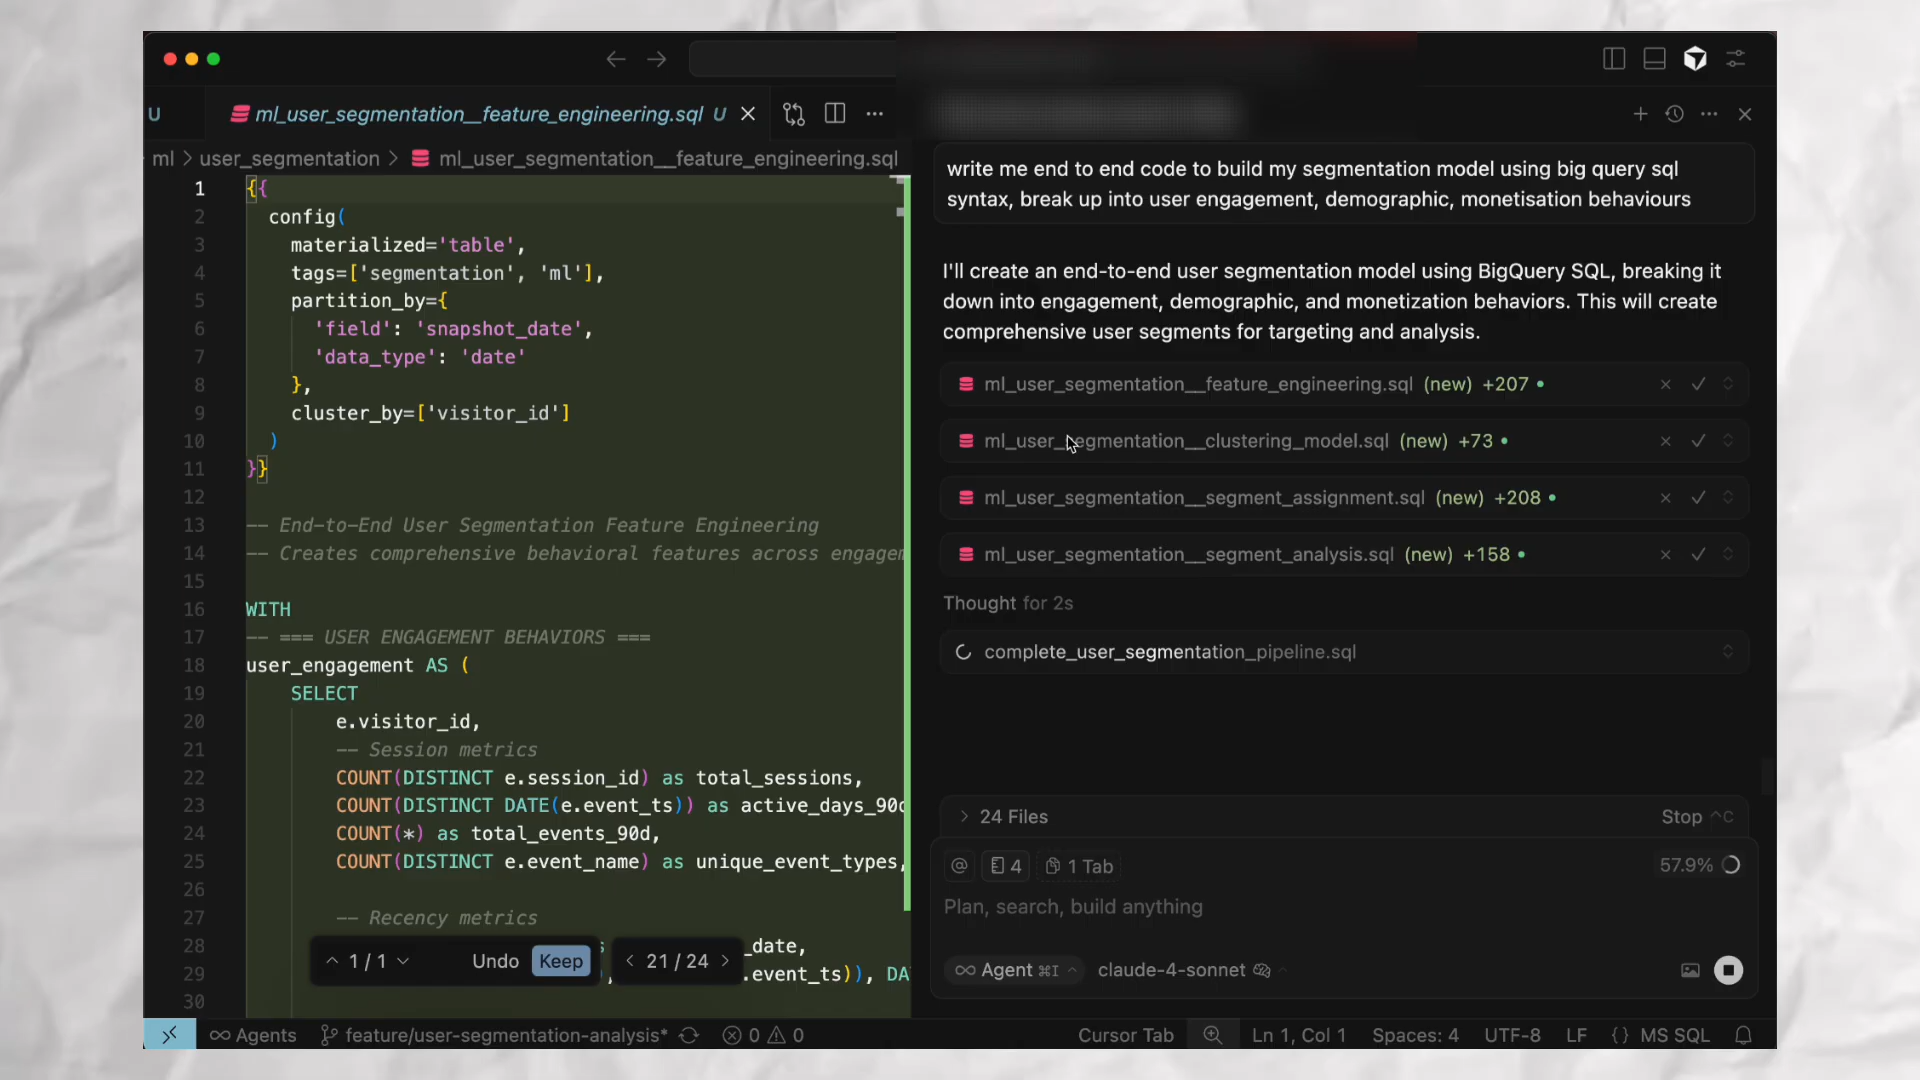 U
ml_user_segmentation__feature_engineering.sql U
ml > user_segmentation > ml_user_segmentation__feature_engineering.sql
1 {{
2 config(
3 materialized='table',
4 tags=['segmentation', 'ml'],
5 partition_by={
6 'field': 'snapshot_date',
7 'data_type': 'date'
8 },
9 cluster_by=['visitor_id']
10 )
11 }}
12
13 -- End-to-End User Segmentation Feature Engineering
14 -- Creates comprehensive behavioral features across
15
16 WITH
17 -- === USER ENGAGEMENT BEHAVIORS ===
18 user_engagement AS (
19 SELECT
20 e.visitor_id,
21 -- Session metrics
22 COUNT(DISTINCT e.session_id) as total_sessions,
23 COUNT(DISTINCT DATE(e.event_ts)) as active_days_90d
24 COUNT(*) as total_events_90d,
25 COUNT(DISTINCT e.event_name) as unique_event_types,
26
27 -- Recency metrics
28 _date,
29 .event_ts)), DA
30
1 / 1 Undo Keep
21 / 24
write me end to end code to build my segmentation model using big query sql
syntax, break up into user engagement, demographic, monetisation behaviours
I'll create an end-to-end user segmentation model using BigQuery SQL, breaking it
down into engagement, demographic, and monetization behaviors. This will create
comprehensive user segments for targeting and analysis.
ml_user_segmentation__feature_engineering.sql (new) +207
ml_user_segmentation__clustering_model.sql (new) +73
ml_user_segmentation__segment_assignment.sql (new) +208
ml_user_segmentation__segment_analysis.sql (new) +158
Thought for 2s
complete_user_segmentation_pipeline.sql
24 Files Stop ^C
@ 4 1 Tab 57.9%
Plan, search, build anything
Agent ⌘I claude-4-sonnet
Agents feature/user-segmentation-analysis* 0 0 Cursor Tab Ln 1, Col 1 Spaces: 4 UTF-8 LF {} MS SQL